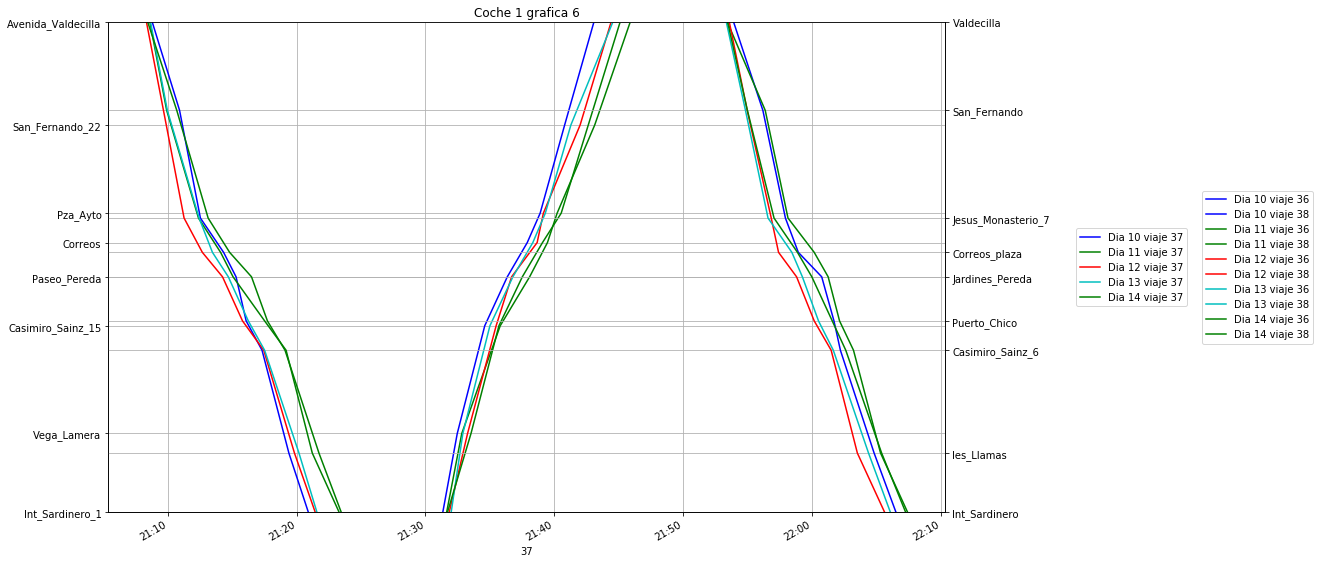 Coche 1 grafica 6
Avenida_Valdecilla
San_Fernando_22
Pza_Ayto
Correos
Paseo_Pereda
Casimiro_Sainz_15
Vega_Lamera
Int_Sardinero_1
Valdecilla
San_Fernando
Jesus_Monasterio_7
Correos_plaza
Jardines_Pereda
Puerto_Chico
Casimiro_Sainz_6
Ies_Llamas
Int_Sardinero
21:10
21:20
21:30
21:40
21:50
22:00
22:10
37
Dia 10 viaje 37
Dia 11 viaje 37
Dia 12 viaje 37
Dia 13 viaje 37
Dia 14 viaje 37
Dia 10 viaje 36
Dia 10 viaje 38
Dia 11 viaje 36
Dia 11 viaje 38
Dia 12 viaje 36
Dia 12 viaje 38
Dia 13 viaje 36
Dia 13 viaje 38
Dia 14 viaje 36
Dia 14 viaje 38